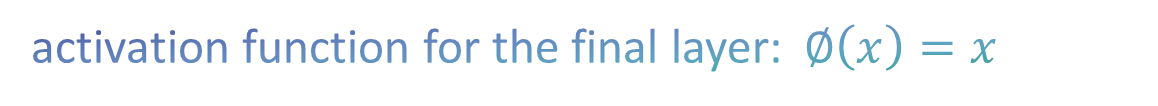 activation function for the final layer: Ø(x) = x